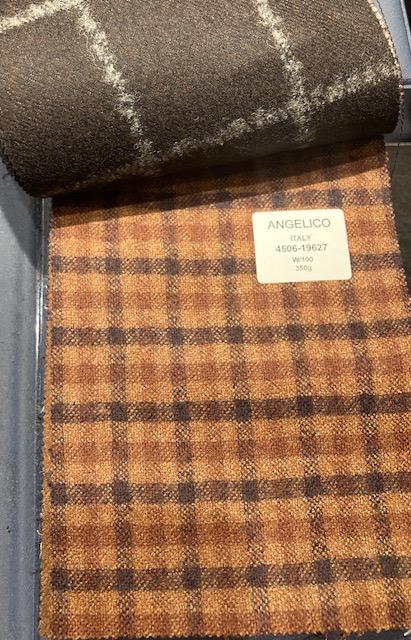 ANGELICO
ITALY
4506-19627
W/100
350g